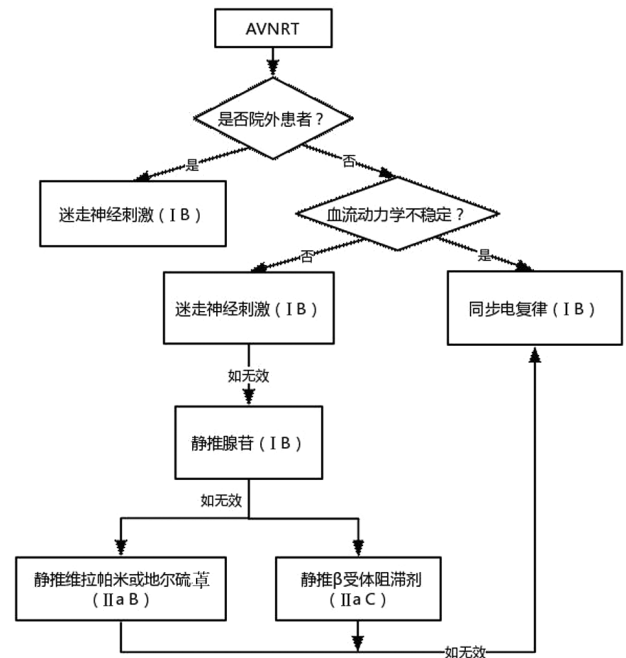 AVNRT
是否院外患者？
是
否
迷走神经刺激（ⅠB）
血流动力学不稳定？
否
是
迷走神经刺激（ⅠB）
同步电复律（ⅠB）
如无效
静推腺苷（ⅠB）
如无效
静推维拉帕米或地尔硫䓬
（ⅡaB）
静推β受体阻滞剂
（ⅡaC）
如无效